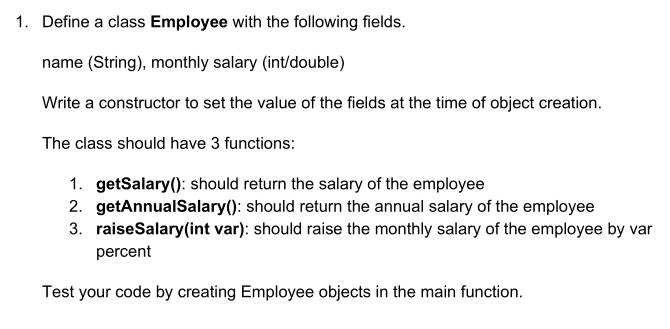 1. Define a class Employee with the following fields.
name (String), monthly salary (int/double)
Write a constructor to set the value of the fields at the time of object creation.
The class should have 3 functions:
1. getSalary(): should return the salary of the employee
2. getAnnualSalary(): should return the annual salary of the employee
3. raiseSalary(int var): should raise the monthly salary of the employee by var
percent
Test your code by creating Employee objects in the main function.